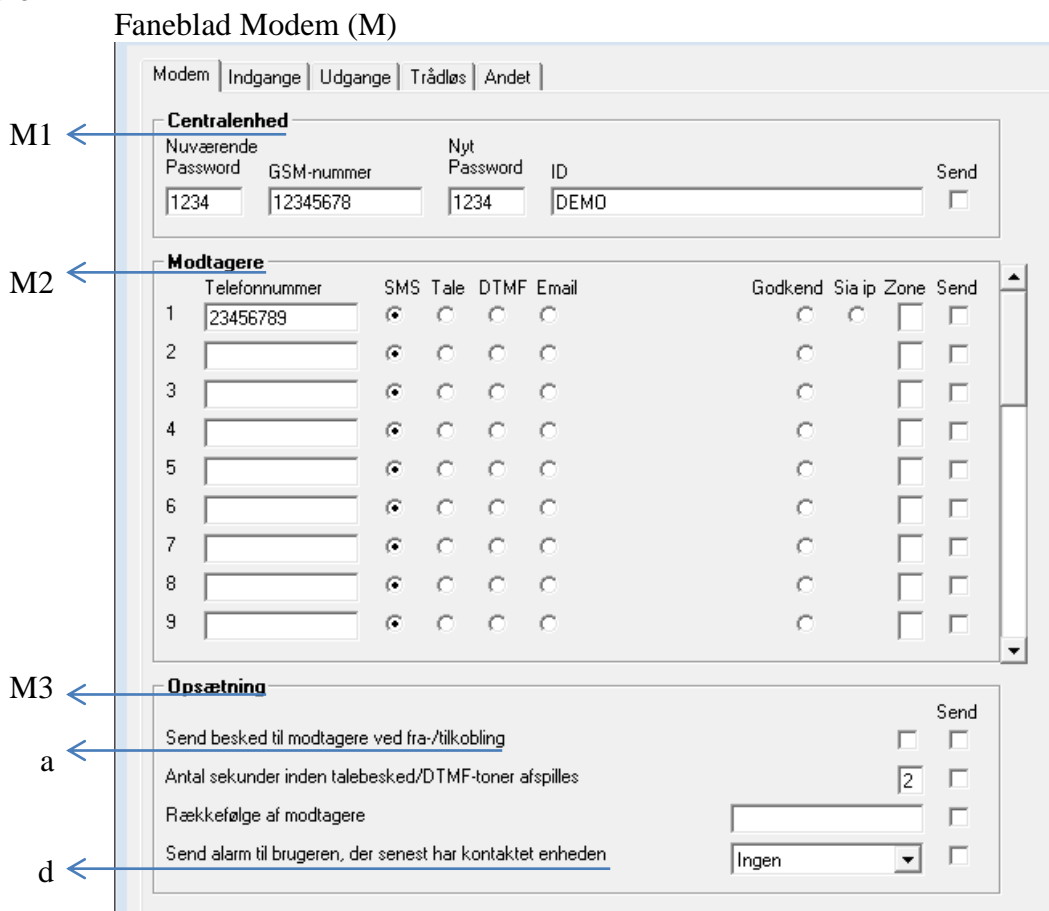 Faneblad Modem (M)
Modem Indgange Udgange Trådløs Andet
M1
Centralenhed
Nuværende Nyt
Password GSM-nummer Password ID Send
1234 12345678 1234 DEMO
M2
Modtagere
Telefonnummer SMS Tale DTMF Email Godkend Sia ip Zone Send
1 23456789
2
3
4
5
6
7
8
9
M3
Opsætning
Send
a
Send besked til modtagere ved fra-/tilkobling
Antal sekunder inden talebesked/DTMF-toner afspilles 2
Rækkefølge af modtagere
d
Send alarm til brugeren, der senest har kontaktet enheden Ingen